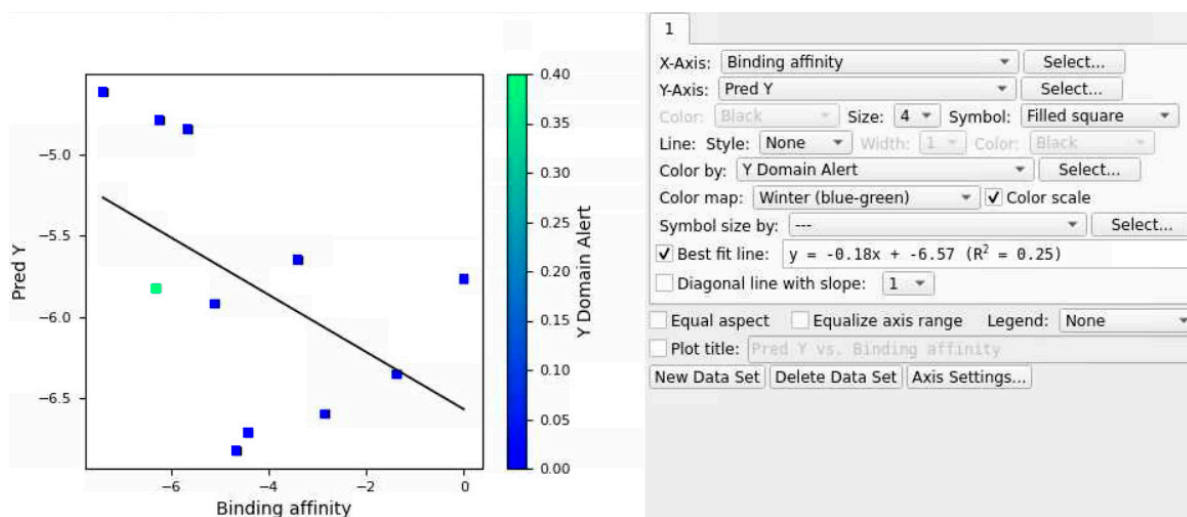 −5.0
−5.5
−6.0
−6.5
Pred Y
−6 −4 −2 0
Binding affinity
0.40
0.35
0.30
0.25
0.20
0.15
0.10
0.05
0.00
Y Domain Alert
1
X-Axis: Binding affinity Select...
Y-Axis: Pred Y Select...
Color: Black Size: 4 Symbol: Filled square
Line: Style: None Width: 1 Color: Black
Color by: Y Domain Alert Select...
Color map: Winter (blue-green) Color scale
Symbol size by: --- Select...
Best fit line: y = -0.18x + -6.57 (R² = 0.25)
Diagonal line with slope: 1
Equal aspect Equalize axis range Legend: None
Plot title: Pred Y vs. Binding affinity
New Data Set Delete Data Set Axis Settings...